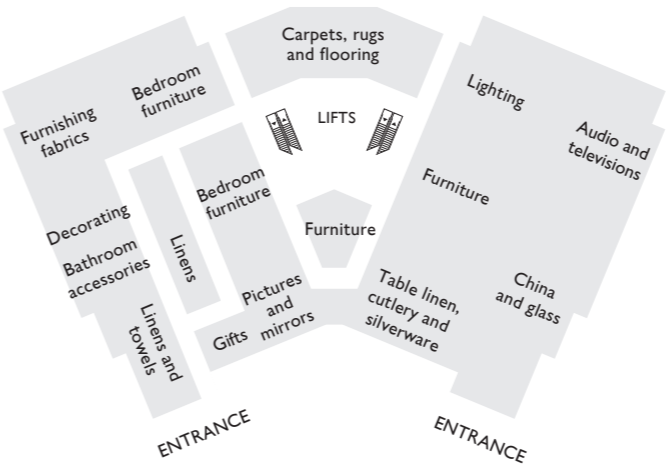 Carpets, rugs
and flooring
Bedroom
furniture
Furnishing
fabrics
LIFTS
Lighting
Audio and
televisions
Bedroom
furniture
Furniture
Furniture
Decorating
Bathroom
accessories
Linens
Linens and
towels
Pictures
and
mirrors
Gifts
Table linen,
cutlery and
silverware
China
and glass
ENTRANCE
ENTRANCE